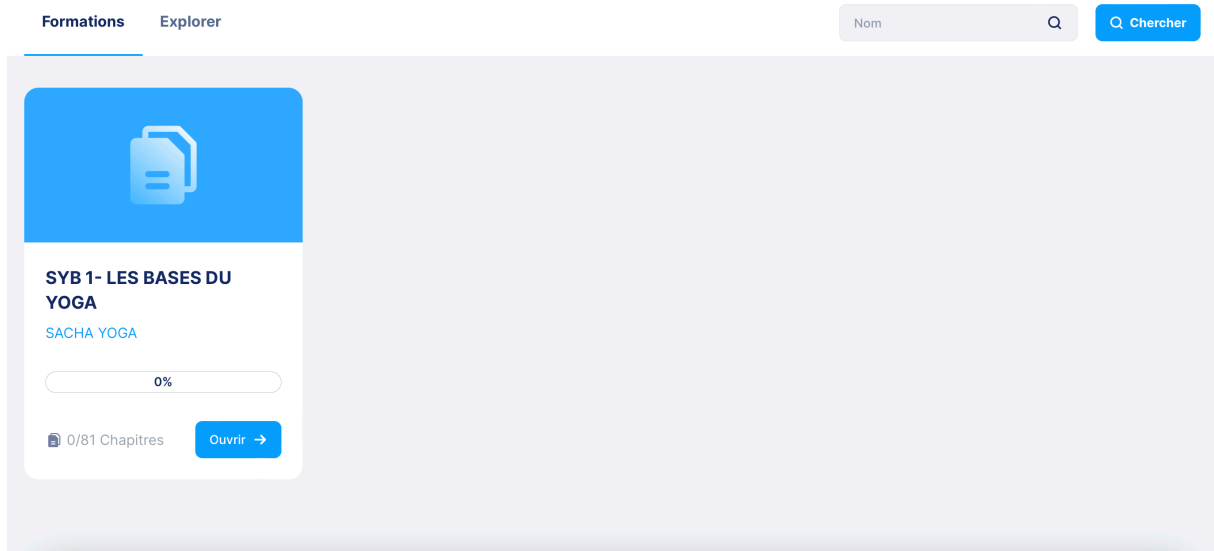 Formations Explorer Nom Chercher
SYB 1- LES BASES DU
YOGA
SACHA YOGA
0%
0/81 Chapitres Ouvrir →